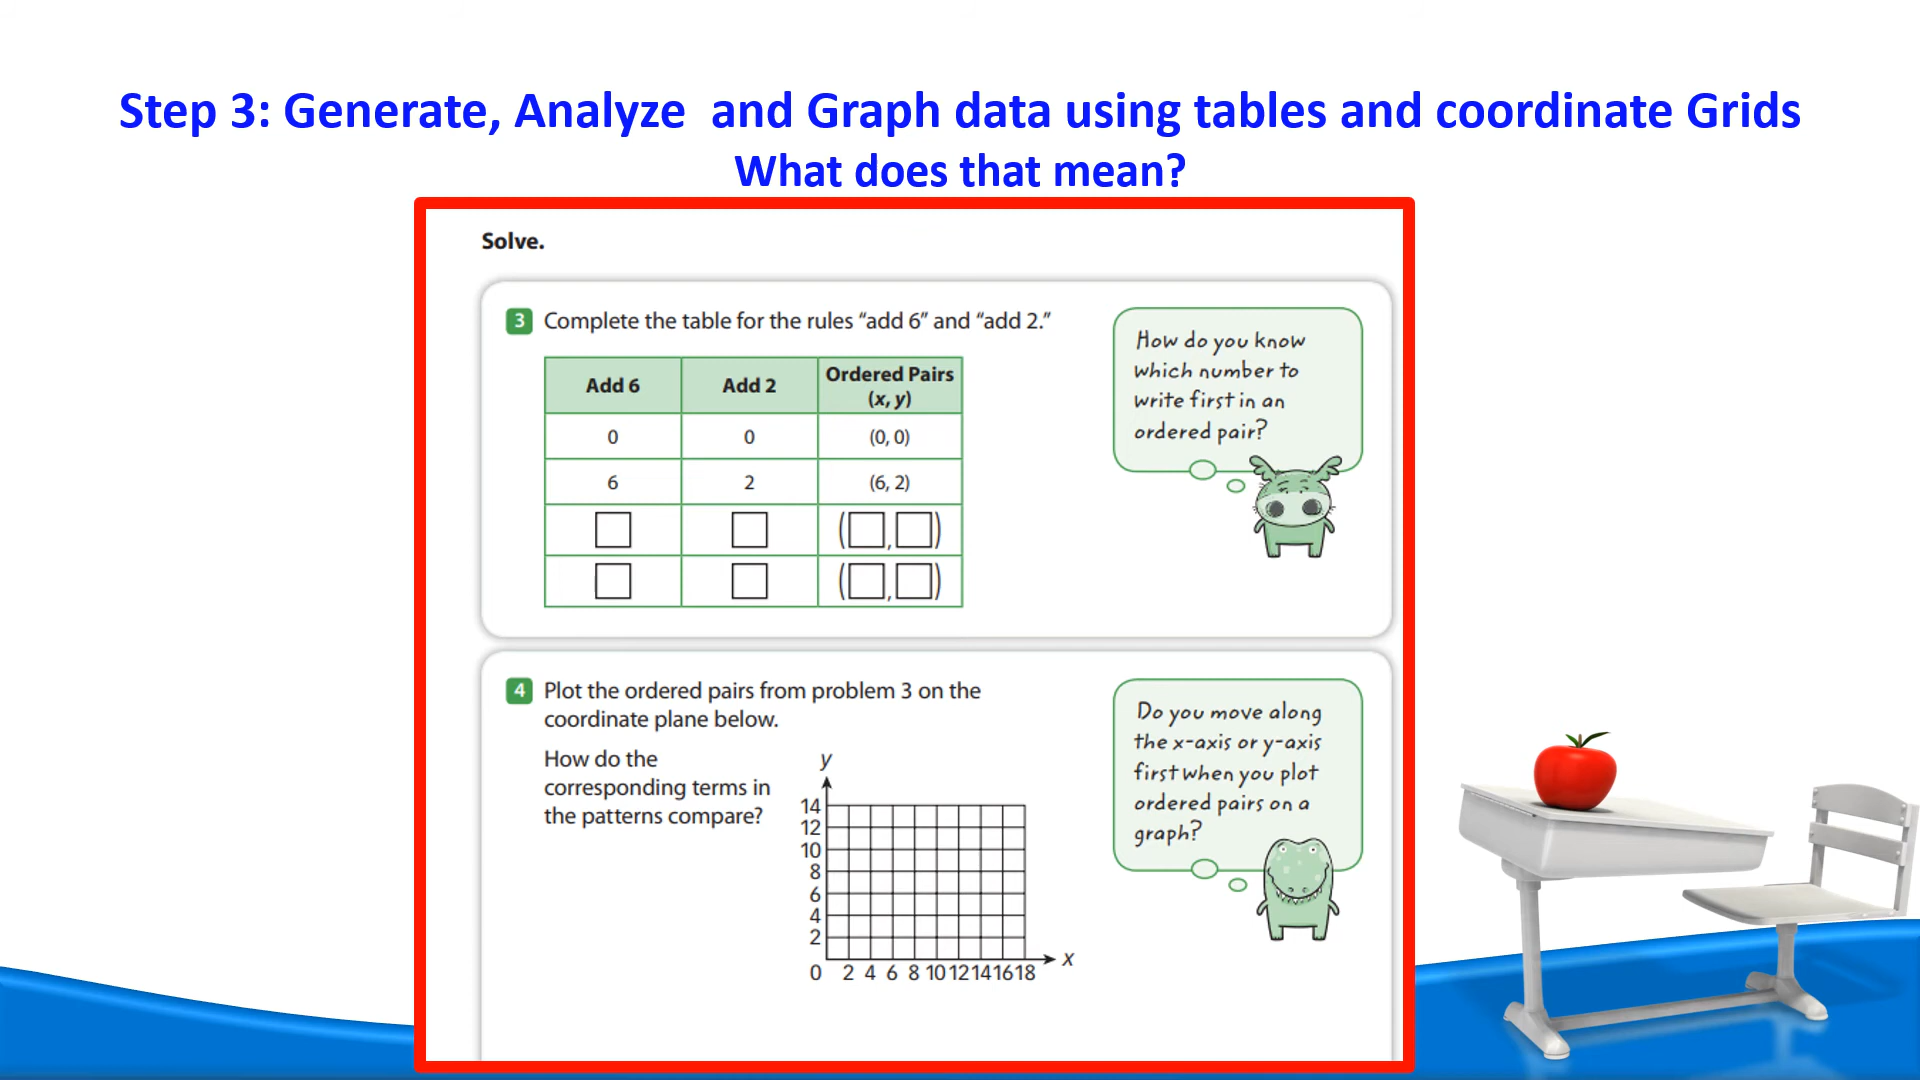 Step 3: Generate, Analyze  and Graph data using tables and coordinate Grids
What does that mean?
Solve.
3 Complete the table for the rules “add 6” and “add 2.”
Add 6 Add 2 Ordered Pairs (x, y)
0 0 (0, 0)
6 2 (6, 2)
( , )
( , )
How do you know
which number to
write first in an
ordered pair?
4 Plot the ordered pairs from problem 3 on the
coordinate plane below.
How do the
corresponding terms in
the patterns compare?
y
14
12
10
8
6
4
2
0 2 4 6 8 10 12 14 16 18
x
Do you move along
the x-axis or y-axis
first when you plot
ordered pairs on a
graph?